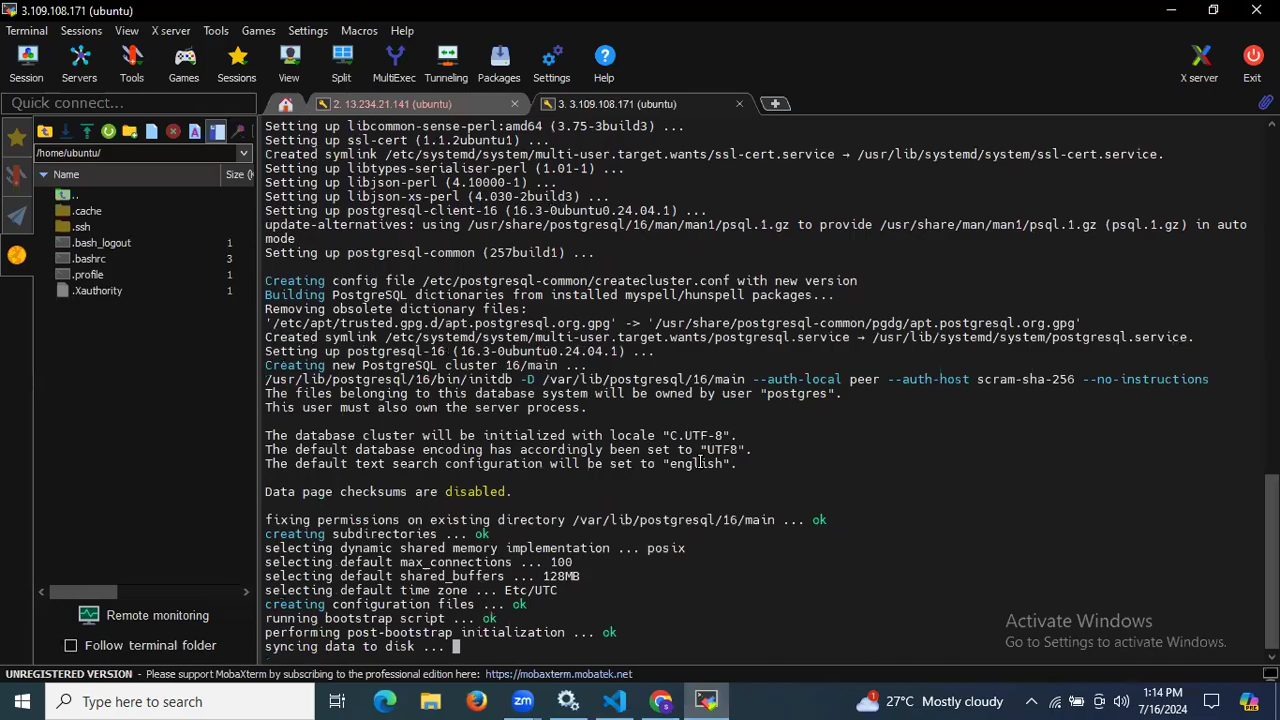 3.109.108.171 (ubuntu)
Terminal Sessions View X server Tools Games Settings Macros Help
Session Servers Tools Games Sessions View Split MultiExec Tunneling Packages Settings Help X server Exit
Quick connect...
2. 13.234.21.141 (ubuntu)
3. 3.109.108.171 (ubuntu)
/home/ubuntu/
Name Size (K
..
.cache
.ssh
.bash_logout 1
.bashrc 3
.profile 1
.Xauthority 1
Setting up libcommon-sense-perl:amd64 (3.75-3build3) ...
Setting up ssl-cert (1.1.2ubuntu1) ...
Created symlink /etc/systemd/system/multi-user.target.wants/ssl-cert.service → /usr/lib/systemd/system/ssl-cert.service.
Setting up libtypes-serialiser-perl (1.01-1) ...
Setting up libjson-perl (4.10000-1) ...
Setting up libjson-xs-perl (4.030-2build3) ...
Setting up postgresql-client-16 (16.3-0ubuntu0.24.04.1) ...
update-alternatives: using /usr/share/postgresql/16/man/man1/psql.1.gz to provide /usr/share/man/man1/psql.1.gz (psql.1.gz) in auto
mode
Setting up postgresql-common (257build1) ...
Creating config file /etc/postgresql-common/createcluster.conf with new version
Building PostgreSQL dictionaries from installed myspell/hunspell packages...
Removing obsolete dictionary files:
'/etc/apt/trusted.gpg.d/apt.postgresql.org.gpg' -> '/usr/share/postgresql-common/pgdg/apt.postgresql.org.gpg'
Created symlink /etc/systemd/system/multi-user.target.wants/postgresql.service → /usr/lib/systemd/system/postgresql.service.
Setting up postgresql-16 (16.3-0ubuntu0.24.04.1) ...
Creating new PostgreSQL cluster 16/main ...
/usr/lib/postgresql/16/bin/initdb -D /var/lib/postgresql/16/main --auth-local peer --auth-host scram-sha-256 --no-instructions
The files belonging to this database system will be owned by user "postgres".
This user must also own the server process.
The database cluster will be initialized with locale "C.UTF-8".
The default database encoding has accordingly been set to "UTF8".
The default text search configuration will be set to "english".
Data page checksums are disabled.
fixing permissions on existing directory /var/lib/postgresql/16/main ... ok
creating subdirectories ... ok
selecting dynamic shared memory implementation ... posix
selecting default max_connections ... 100
selecting default shared_buffers ... 128MB
selecting default time zone ... Etc/UTC
creating configuration files ... ok
running bootstrap script ... ok
performing post-bootstrap initialization ... ok
syncing data to disk ...
Remote monitoring
Follow terminal folder
Activate Windows
Go to Settings to activate Windows.
UNREGISTERED VERSION - Please support MobaXterm by subscribing to the professional edition here: https://mobaxterm.mobatek.net
Type here to search
zm
27°C Mostly cloudy
1:14 PM
7/16/2024
PRE